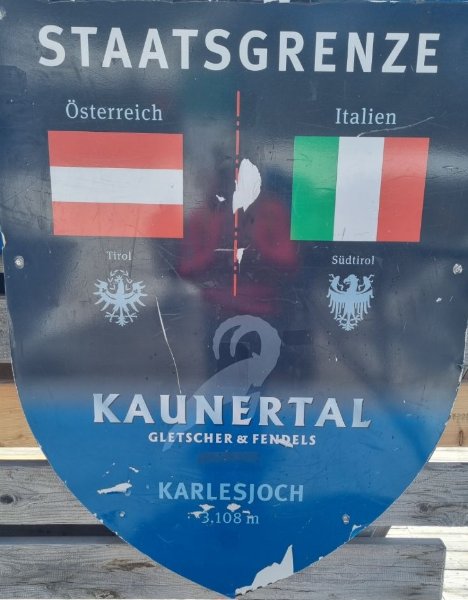 STAATSGRENZE
Österreich Italien
Tirol Südtirol
KAUNERTAL
GLETSCHER & FENDELS
KARLESJOCH
3.108 m